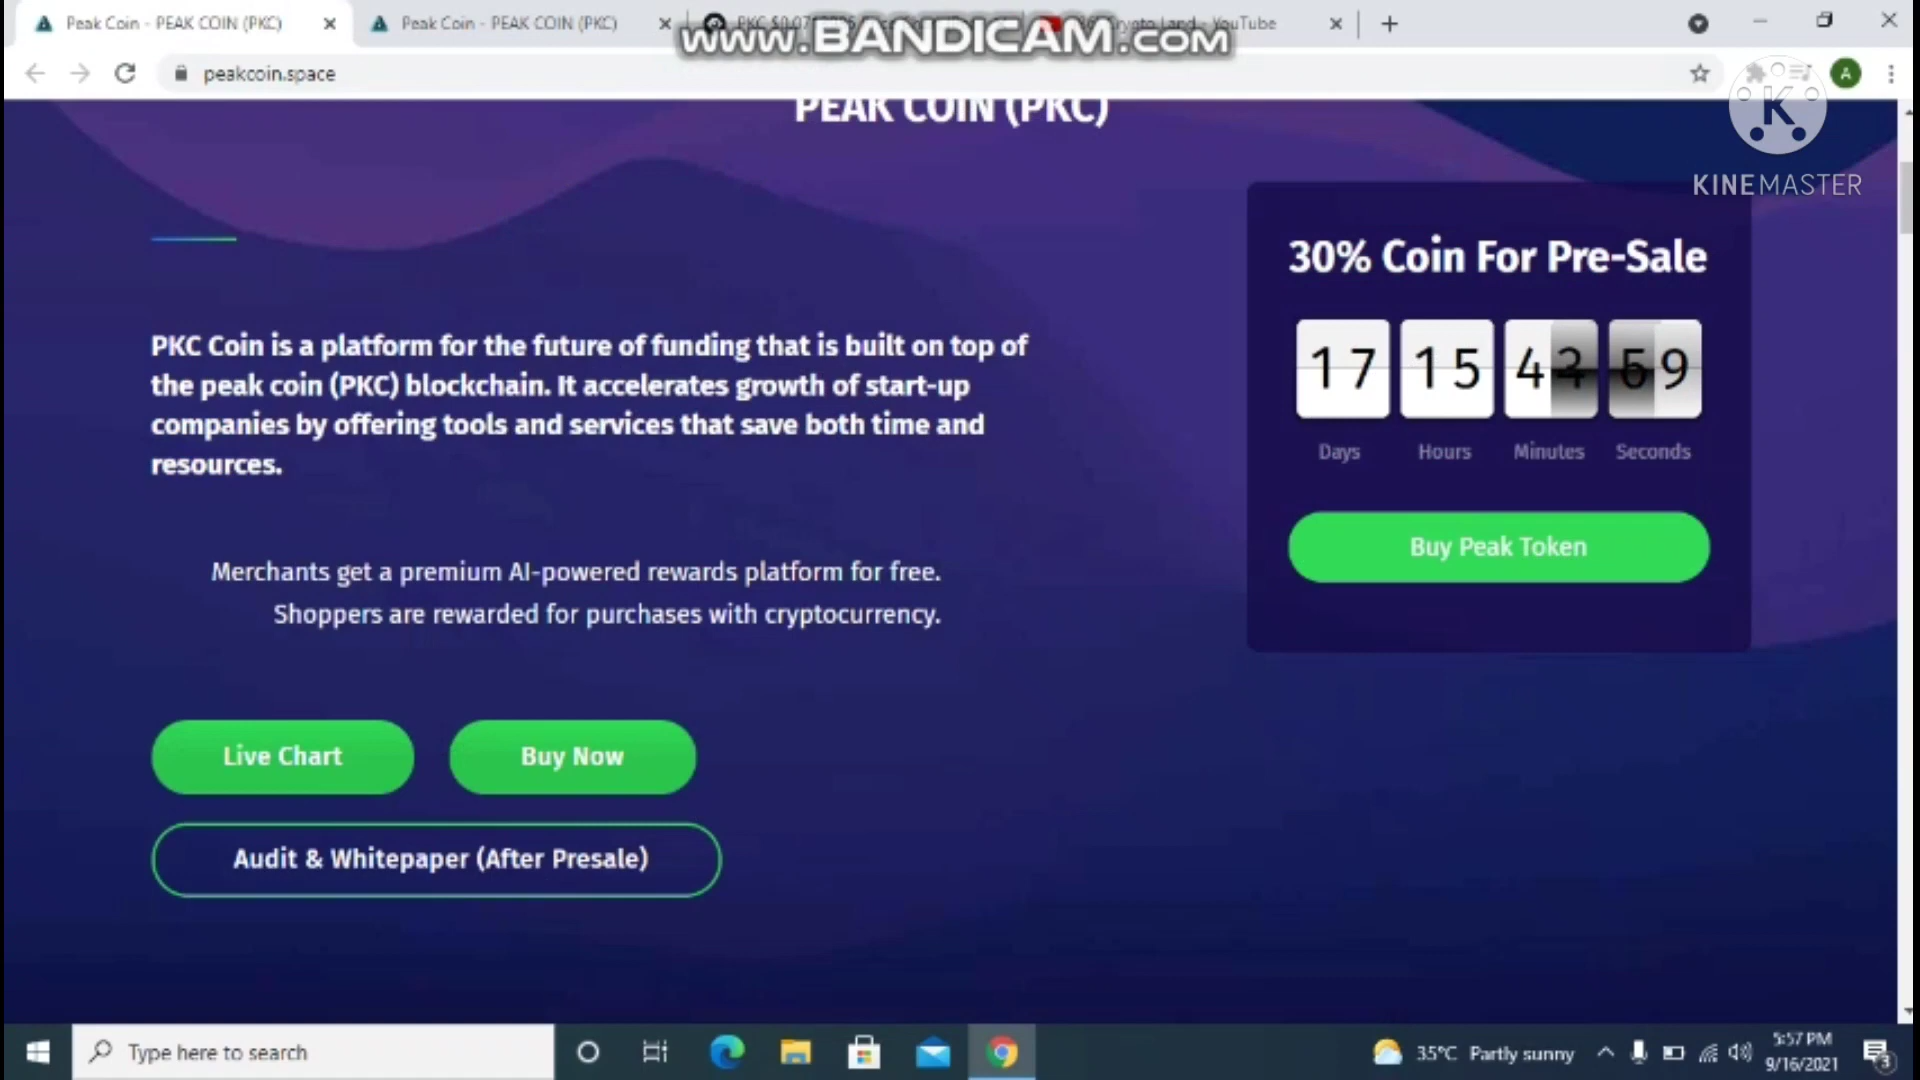 Peak Coin - PEAK COIN (PKC)
Peak Coin - PEAK COIN (PKC)
Crypto Land - YouTube
www.BANDICAM.com
peakcoin.space
A
K
KINEMASTER
PEAK COIN (PKC)
30% Coin For Pre-Sale
17 15 4 9
Days Hours Minutes Seconds
Buy Peak Token
PKC Coin is a platform for the future of funding that is built on top of
the peak coin (PKC) blockchain. It accelerates growth of start-up
companies by offering tools and services that save both time and
resources.
Merchants get a premium AI-powered rewards platform for free.
Shoppers are rewarded for purchases with cryptocurrency.
Live Chart
Buy Now
Audit & Whitepaper (After Presale)
Type here to search
35°C Partly sunny
5:57 PM
9/16/2021
3